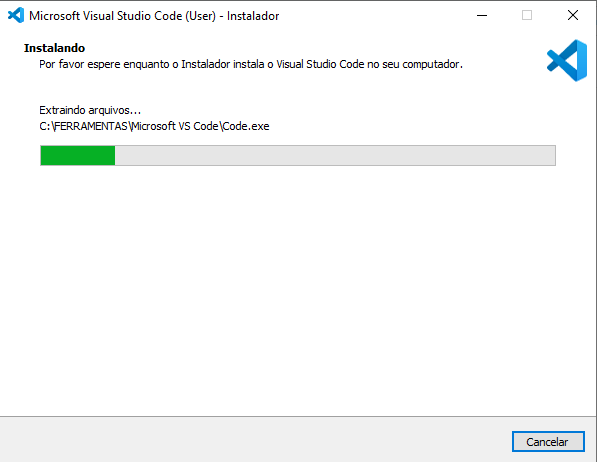 Microsoft Visual Studio Code (User) - Instalador
Instalando
Por favor espere enquanto o Instalador instala o Visual Studio Code no seu computador.
Extraindo arquivos...
C:\FERRAMENTAS\Microsoft VS Code\Code.exe
Cancelar